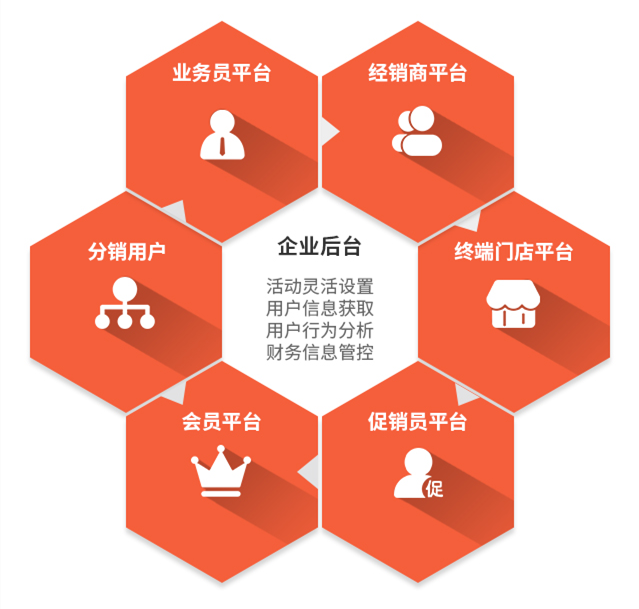 业务员平台
经销商平台
分销用户
企业后台
活动灵活设置
用户信息获取
用户行为分析
财务信息管控
终端门店平台
会员平台
促销员平台
促